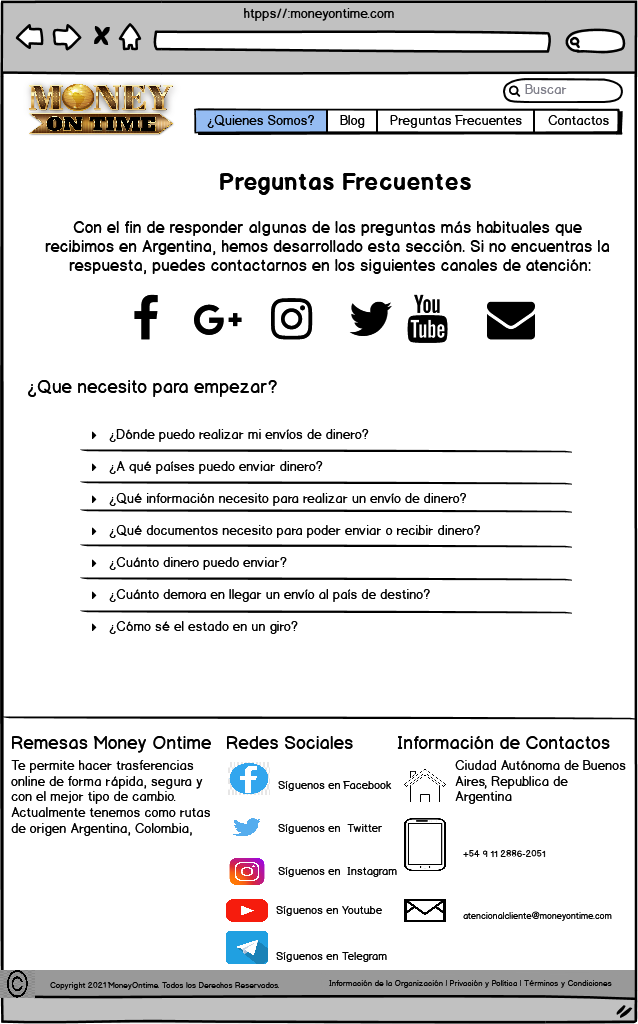 htpps//:moneyontime.com
MONEY
ON TIME
Buscar
¿Quienes Somos?
Blog
Preguntas Frecuentes
Contactos
Preguntas Frecuentes
Con el fin de responder algunas de las preguntas más habituales que
recibimos en Argentina, hemos desarrollado esta sección. Si no encuentras la
respuesta, puedes contactarnos en los siguientes canales de atención:
You
Tube
¿Que necesito para empezar?
¿Dónde puedo realizar mi envíos de dinero?
¿A qué países puedo enviar dinero?
¿Qué información necesito para realizar un envío de dinero?
¿Qué documentos necesito para poder enviar o recibir dinero?
¿Cuánto dinero puedo enviar?
¿Cuánto demora en llegar un envío al país de destino?
¿Cómo sé el estado en un giro?
Remesas Money Ontime
Te permite hacer trasferencias
online de forma rápida, segura y
con el mejor tipo de cambio.
Actualmente tenemos como rutas
de origen Argentina, Colombia,
Redes Sociales
Síguenos en Facebook
Síguenos en Twitter
Síguenos en Instagram
Síguenos en Youtube
Síguenos en Telegram
Información de Contactos
Ciudad Autónoma de Buenos
Aires, Republica de
Argentina
+54 9 11 2886-2051
atencionalcliente@moneyontime.com
© Copyright 2021 MoneyOntime. Todos los Derechos Reservados.
Información de la Organización | Privación y Política | Términos y Condiciones